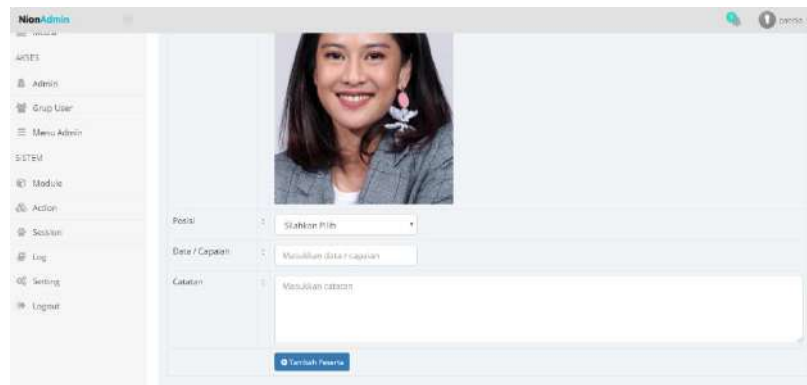 NionAdmin
AKSES
Admin
Grup User
Menu Admin
SISTEM
Module
Action
Session
Log
Setting
Logout
Posisi :
Silahkan Pilih
Data / Capaian :
Masukkan data / capaian
Catatan :
Masukkan catatan
Tambah Peserta